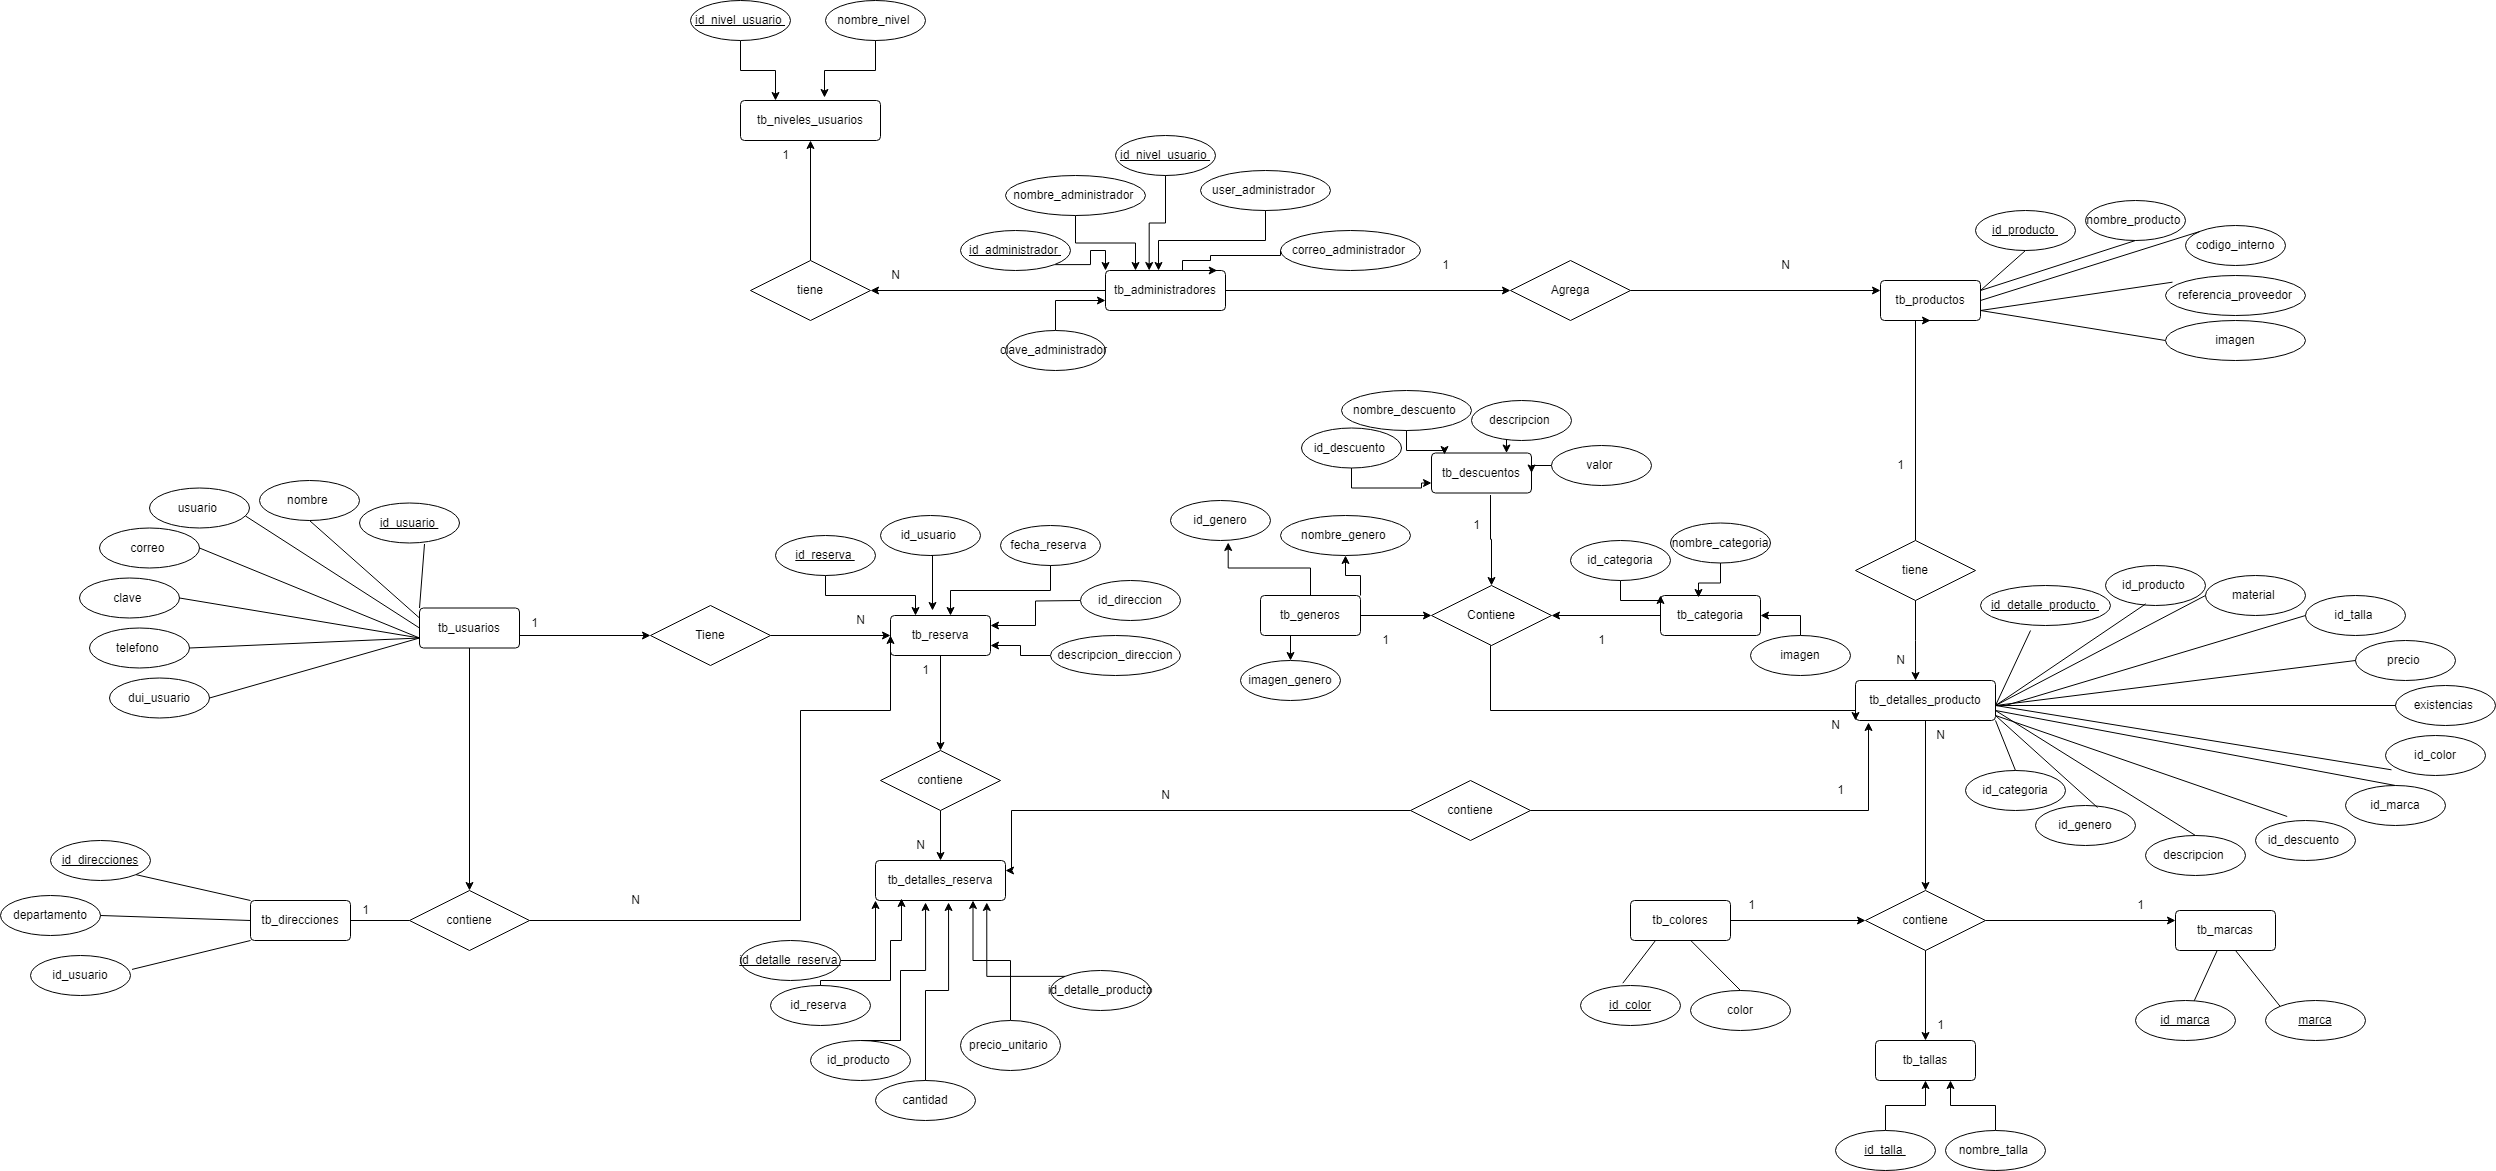 id_nivel_usuario
nombre_nivel
tb_niveles_usuarios
1
tiene
N
id_nivel_usuario
nombre_administrador
user_administrador
id_administrador
correo_administrador
tb_administradores
clave_administrador
1
Agrega
N
id_producto
nombre_producto
codigo_interno
referencia_proveedor
imagen
tb_productos
nombre_descuento
descripcion
id_descuento
valor
tb_descuentos
1
1
id_genero
nombre_genero
id_categoria
nombre_categoria
tb_generos
Contiene
tb_categoria
1
1
imagen_genero
imagen
tiene
N
usuario
nombre
id_usuario
correo
clave
telefono
dui_usuario
tb_usuarios
1
Tiene
N
id_reserva
id_usuario
fecha_reserva
id_direccion
descripcion_direccion
tb_reserva
1
contiene
N
id_detalle_producto
id_producto
material
id_talla
precio
existencias
id_color
id_marca
id_descuento
descripcion
id_genero
id_categoria
tb_detalles_producto
N
N
N
contiene
1
tb_detalles_reserva
id_direcciones
departamento
id_usuario
tb_direcciones
1
contiene
N
id_detalle_reserva
id_reserva
id_producto
cantidad
precio_unitario
id_detalle_producto
tb_colores
1
contiene
1
tb_marcas
id_color
color
id_marca
marca
1
tb_tallas
id_talla
nombre_talla